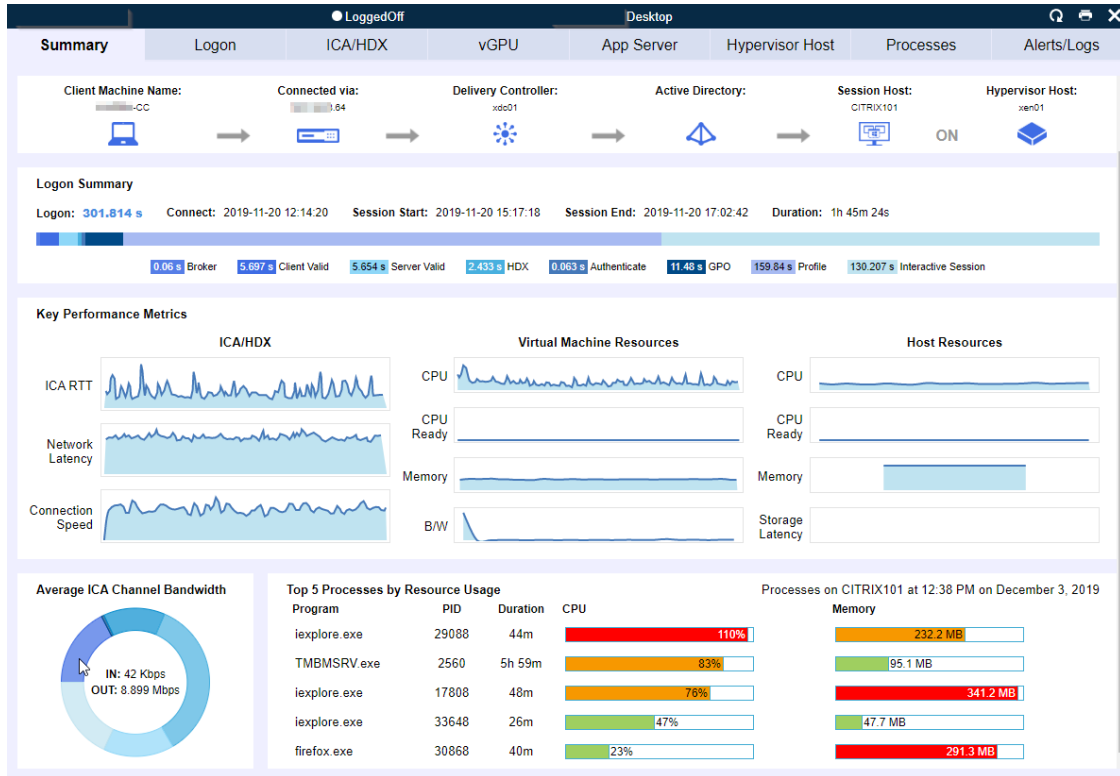 LoggedOff Desktop
Summary Logon ICA/HDX vGPU App Server Hypervisor Host Processes Alerts/Logs
Client Machine Name: Connected via: Delivery Controller: Active Directory: Session Host: Hypervisor Host:
-CC .64 xdc01 CITRIX101 xen01
ON
Logon Summary
Logon: 301.814 s Connect: 2019-11-20 12:14:20 Session Start: 2019-11-20 15:17:18 Session End: 2019-11-20 17:02:42 Duration: 1h 45m 24s
0.06 s Broker 5.697 s Client Valid 5.654 s Server Valid 2.433 s HDX 0.063 s Authenticate 11.48 s GPO 159.84 s Profile 130.207 s Interactive Session
Key Performance Metrics
ICA/HDX Virtual Machine Resources Host Resources
ICA RTT CPU CPU
Network Latency CPU Ready CPU Ready
Memory Memory
Connection Speed B/W Storage Latency
Average ICA Channel Bandwidth
IN: 42 Kbps
OUT: 8.899 Mbps
Top 5 Processes by Resource Usage Processes on CITRIX101 at 12:38 PM on December 3, 2019
Program PID Duration CPU Memory
iexplore.exe 29088 44m 110% 232.2 MB
TMBMSRV.exe 2560 5h 59m 83% 95.1 MB
iexplore.exe 17808 48m 76% 341.2 MB
iexplore.exe 33648 26m 47% 47.7 MB
firefox.exe 30868 40m 23% 291.3 MB